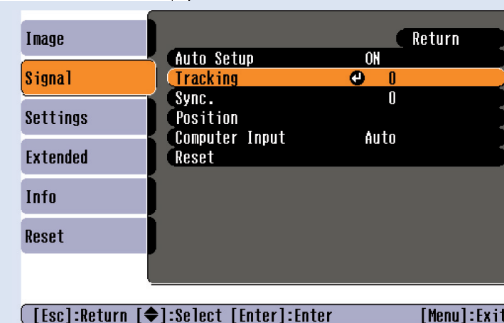 Image
Signal
Settings
Extended
Info
Reset
Return
Auto Setup ON
Tracking 0
Sync. 0
Position
Computer Input Auto
Reset
[Esc]:Return [◆]:Select [Enter]:Enter [Menu]:Exit